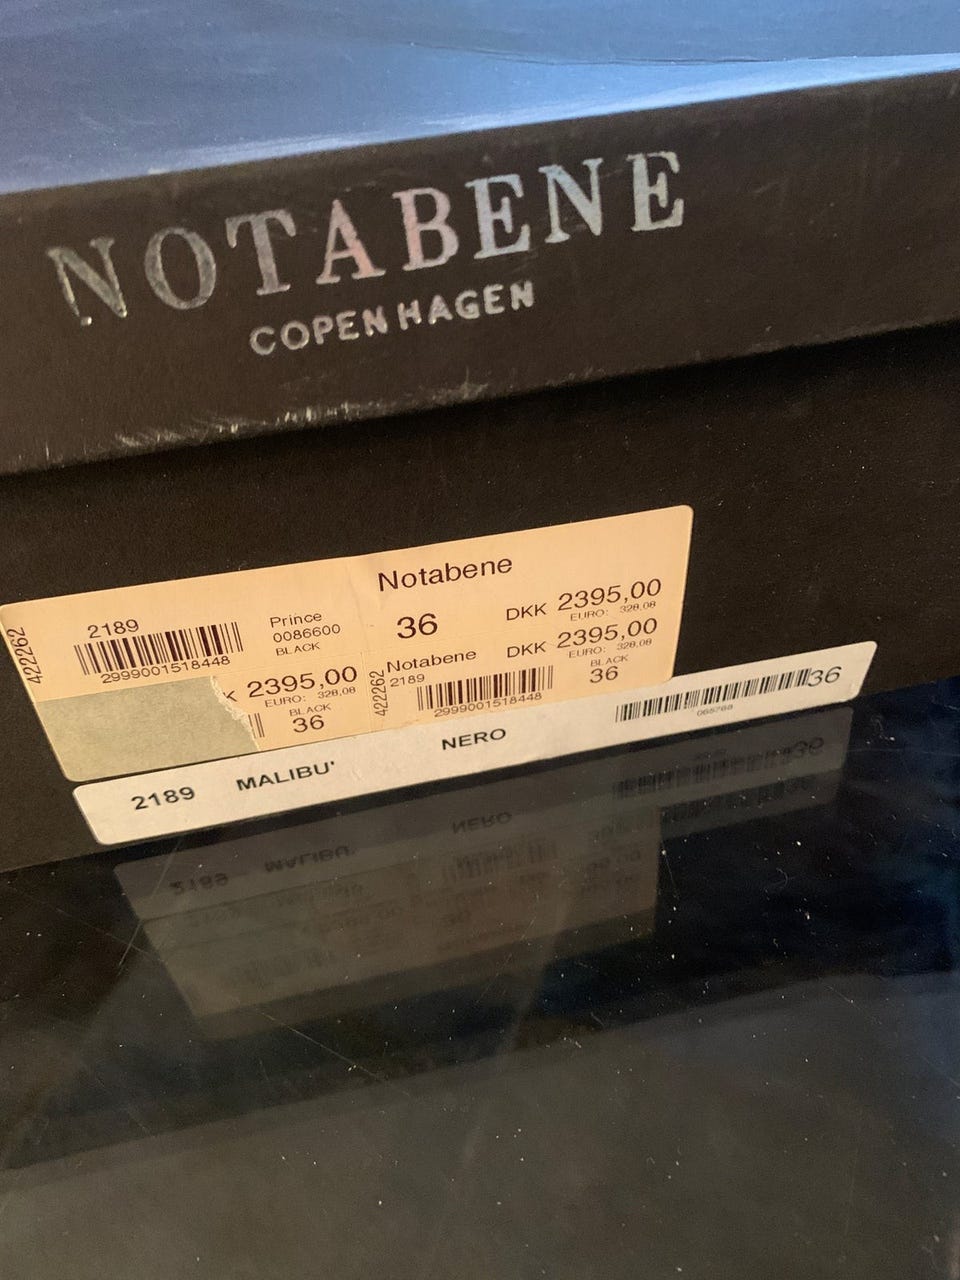 NOTABENE
COPENHAGEN
Notabene
422262
2189
2999001518448
Prince
0086600
BLACK
36
DKK 2395,00
EURO: 328,08
K 2395,00
EURO: 328,08
BLACK
36
422262
Notabene
2189
2999001518448
DKK 2395,00
EURO: 328,08
BLACK
36
2189 MALIBU' NERO
36